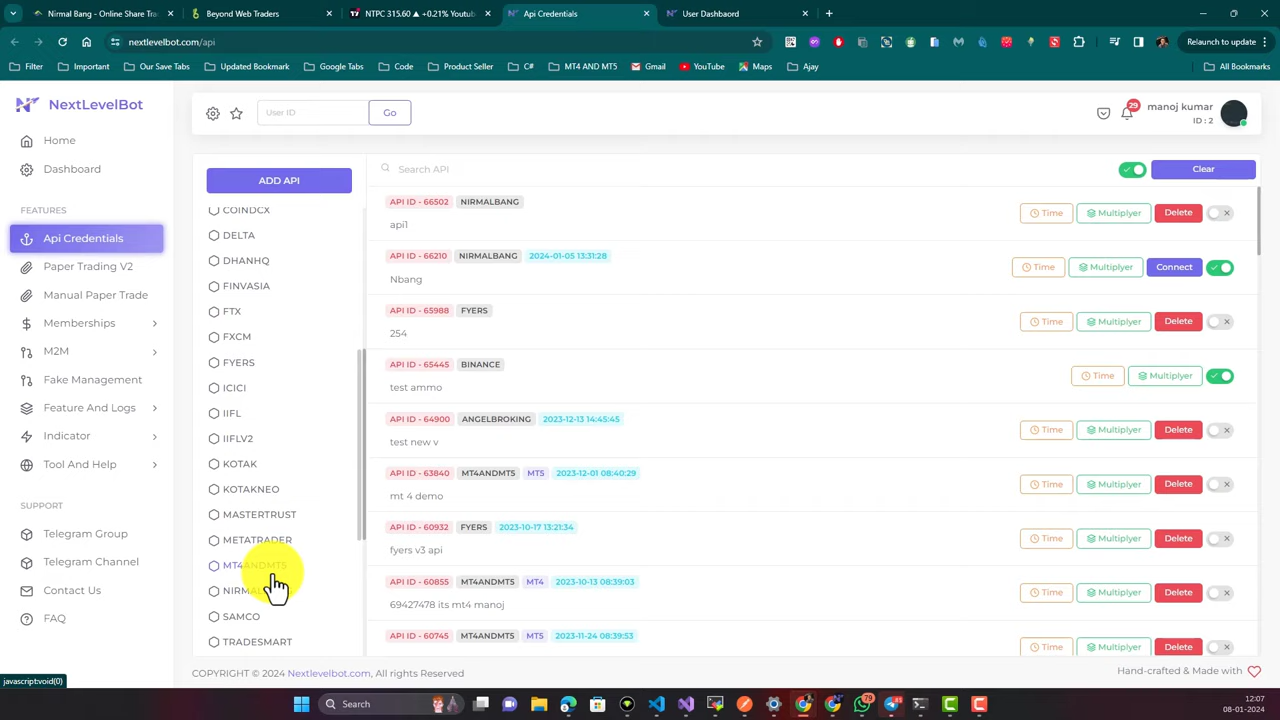 Nirmal Bang - Online Share Tra
Beyond Web Traders
NTPC 315.60 ▲ +0.21% Youtub
Api Credentials
User Dashbaord
nextlevelbot.com/api
Relaunch to update
Filter
Important
Our Save Tabs
Updated Bookmark
Google Tabs
Code
Product Seller
C#
MT4 AND MT5
Gmail
YouTube
Maps
Ajay
All Bookmarks
NextLevelBot
User ID
Go
29
manoj kumar
ID : 2
Home
Dashboard
FEATURES
Api Credentials
Paper Trading V2
Manual Paper Trade
Memberships
M2M
Fake Management
Feature And Logs
Indicator
Tool And Help
SUPPORT
Telegram Group
Telegram Channel
Contact Us
FAQ
ADD API
COINDCX
DELTA
DHANHQ
FINVASIA
FTX
FXCM
FYERS
ICICI
IIFL
IIFLV2
KOTAK
KOTAKNEO
MASTERTRUST
METATRADER
MT4ANDMT5
SAMCO
TRADESMART
Search API
Clear
API ID - 66502 NIRMALBANG
api1
Time Multiplyer Delete
API ID - 66210 NIRMALBANG 2024-01-05 13:31:28
Nbang
Time Multiplyer Connect
API ID - 65988 FYERS
254
Time Multiplyer Delete
API ID - 65445 BINANCE
test ammo
Time Multiplyer
API ID - 64900 ANGELBROKING 2023-12-13 14:45:45
test new v
Time Multiplyer Delete
API ID - 63840 MT4ANDMT5 MT5 2023-12-01 08:40:29
mt 4 demo
Time Multiplyer Delete
API ID - 60932 FYERS 2023-10-17 13:21:34
fyers v3 api
Time Multiplyer Delete
API ID - 60855 MT4ANDMT5 MT4 2023-10-13 08:39:03
69427478 its mt4 manoj
Time Multiplyer Delete
API ID - 60745 MT4ANDMT5 MT5 2023-11-24 08:39:53
Time Multiplyer Delete
COPYRIGHT © 2024 Nextlevelbot.com, All rights Reserved
Hand-crafted & Made with
javascript:void(0)
Search
79
12:07
08-01-2024